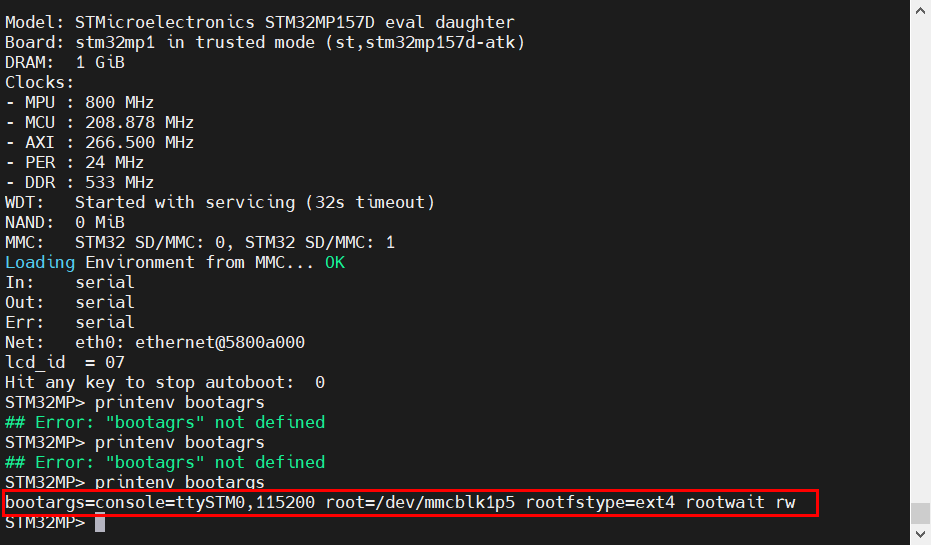 Model: STMicroelectronics STM32MP157D eval daughter
Board: stm32mp1 in trusted mode (st,stm32mp157d-atk)
DRAM:  1 GiB
Clocks:
- MPU : 800 MHz
- MCU : 208.878 MHz
- AXI : 266.500 MHz
- PER : 24 MHz
- DDR : 533 MHz
WDT:   Started with servicing (32s timeout)
NAND:  0 MiB
MMC:   STM32 SD/MMC: 0, STM32 SD/MMC: 1
Loading Environment from MMC... OK
In:    serial
Out:   serial
Err:   serial
Net:   eth0: ethernet@5800a000
lcd_id  = 07
Hit any key to stop autoboot:  0
STM32MP> printenv bootagrs
## Error: "bootagrs" not defined
STM32MP> printenv bootagrs
## Error: "bootagrs" not defined
STM32MP> printenv bootargs
bootargs=console=ttySTM0,115200 root=/dev/mmcblk1p5 rootfstype=ext4 rootwait rw
STM32MP>